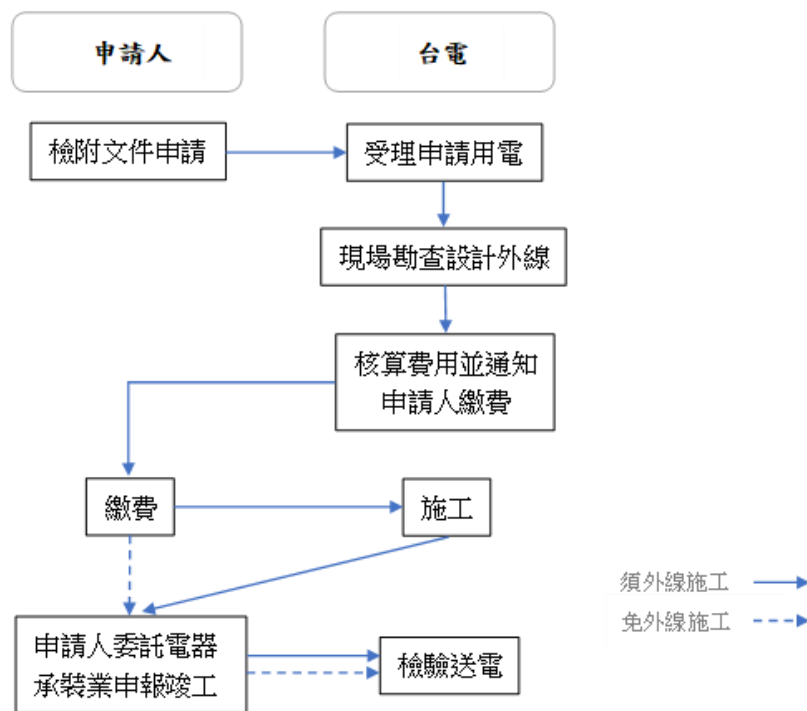 申請人
台電
檢附文件申請
受理申請用電
現場勘查設計外線
核算費用並通知
申請人繳費
繳費
施工
須外線施工
免外線施工
申請人委託電器
承裝業申報竣工
檢驗送電